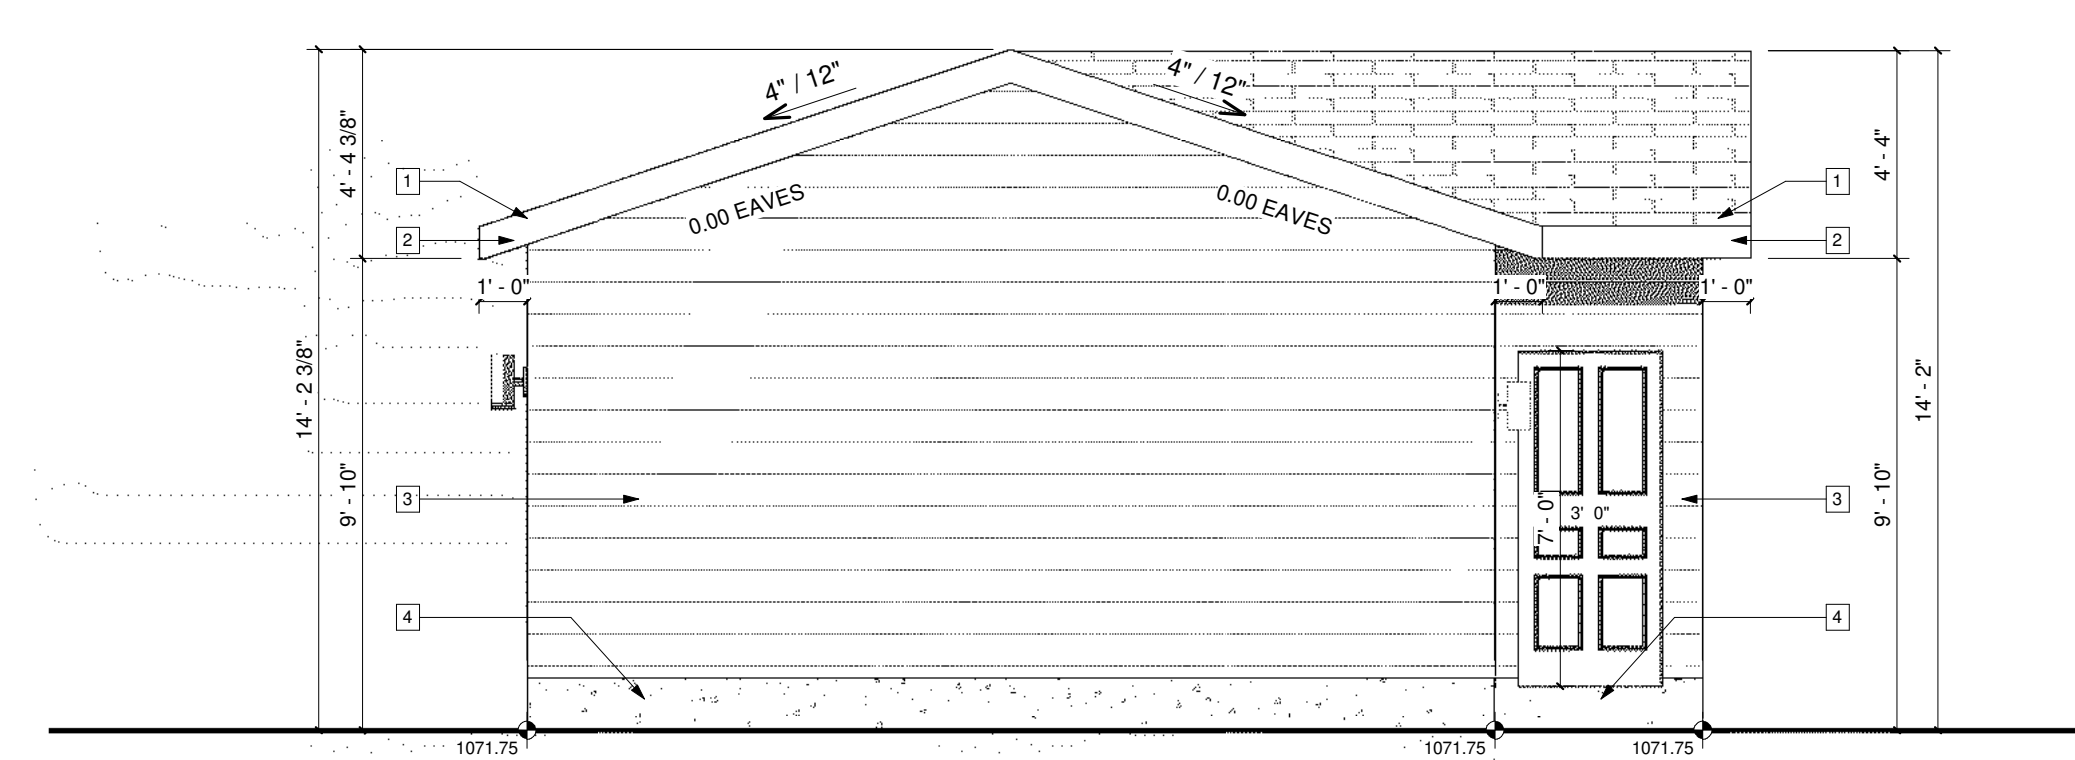 4" / 12"
4" / 12"
4' - 4 3/8"
4' - 4"
1
1
0.00 EAVES
0.00 EAVES
2
2
1' - 0"
1' - 0"
1' - 0"
14' - 2 3/8"
14' - 2"
9' - 10"
9' - 10"
3
7' - 0"
3' 0"
3
4
4
1071.75
1071.75
1071.75